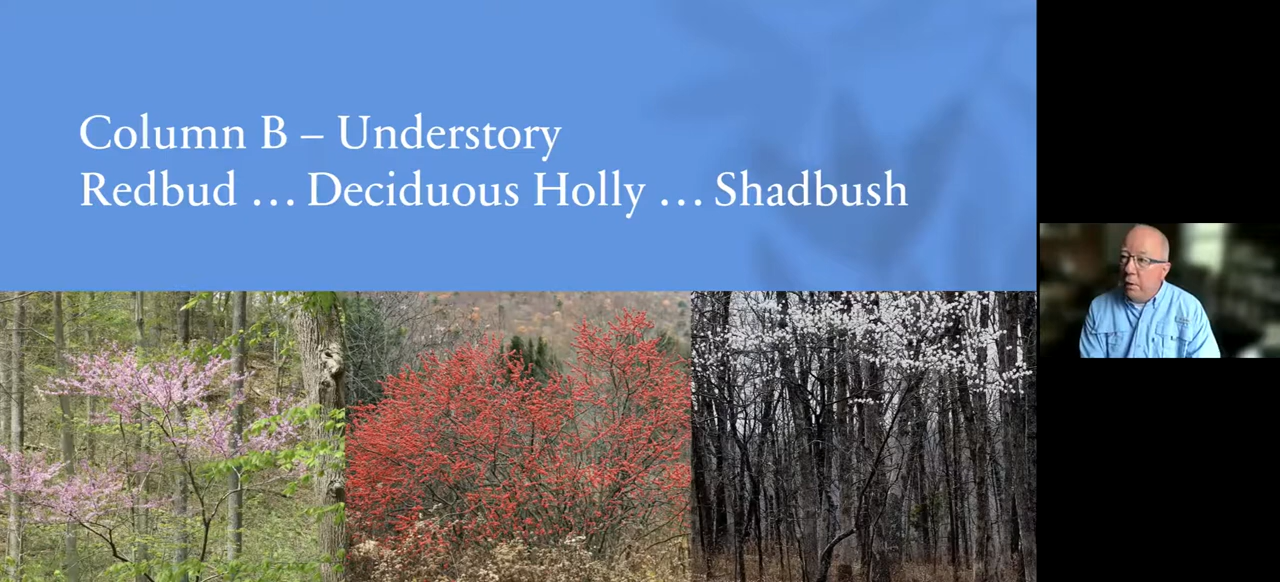 Column B – Understory
Redbud … Deciduous Holly … Shadbush